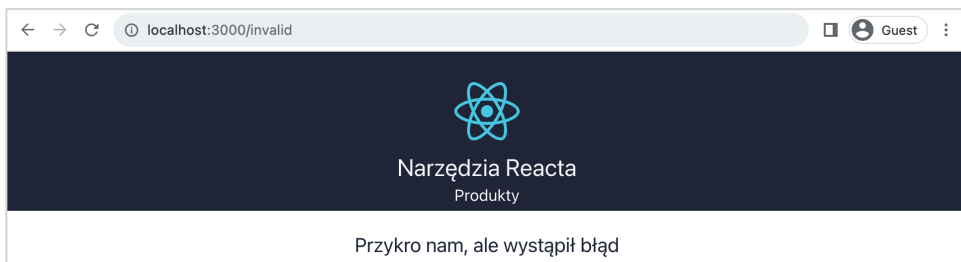 localhost:3000/invalid
Guest
Narzędzia Reacta
Produkty
Przykro nam, ale wystąpił błąd